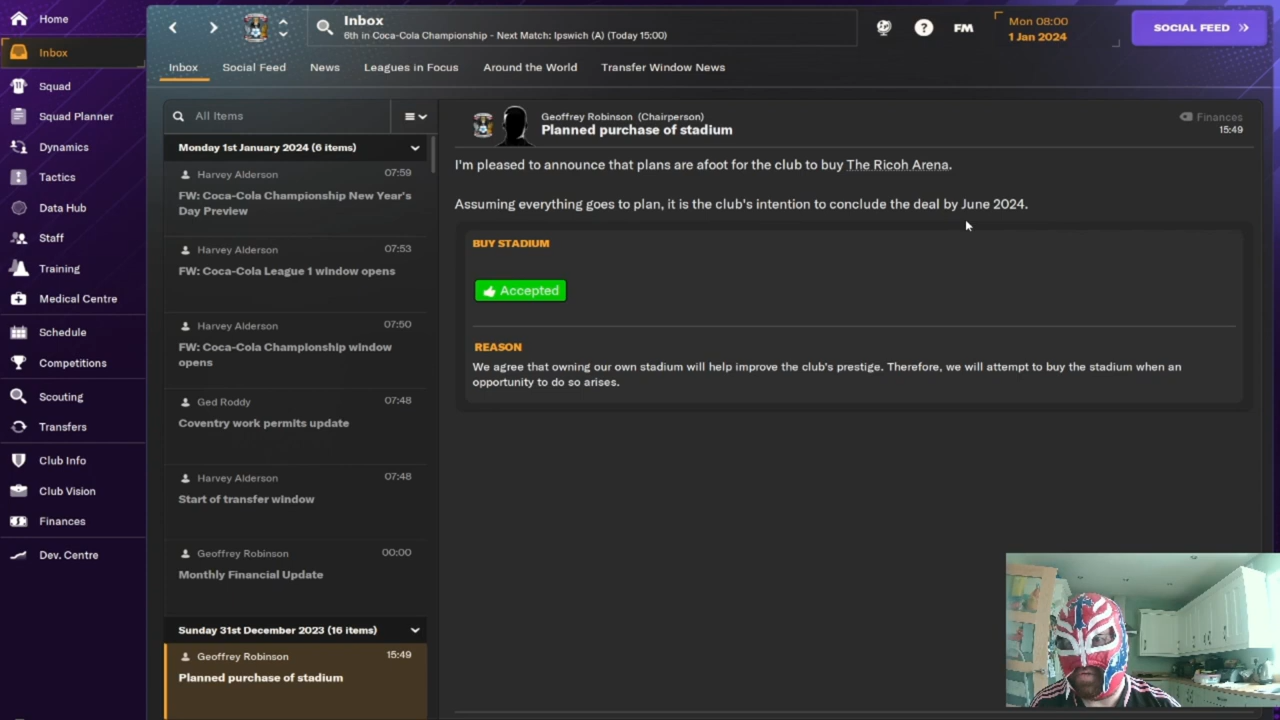 Home
Inbox
Squad
Squad Planner
Dynamics
Tactics
Data Hub
Staff
Training
Medical Centre
Schedule
Competitions
Scouting
Transfers
Club Info
Club Vision
Finances
Dev. Centre
Inbox
6th in Coca-Cola Championship - Next Match: Ipswich (A) (Today 15:00)
?
FM
Mon 08:00
1 Jan 2024
SOCIAL FEED
Inbox
Social Feed
News
Leagues in Focus
Around the World
Transfer Window News
All Items
Monday 1st January 2024 (6 items)
Harvey Alderson 07:59
FW: Coca-Cola Championship New Year's
Day Preview
Harvey Alderson 07:53
FW: Coca-Cola League 1 window opens
Harvey Alderson 07:50
FW: Coca-Cola Championship window
opens
Ged Roddy 07:48
Coventry work permits update
Harvey Alderson 07:48
Start of transfer window
Geoffrey Robinson 00:00
Monthly Financial Update
Sunday 31st December 2023 (16 items)
Geoffrey Robinson 15:49
Planned purchase of stadium
Geoffrey Robinson (Chairperson)
Planned purchase of stadium
Finances
15:49
I'm pleased to announce that plans are afoot for the club to buy The Ricoh Arena.
Assuming everything goes to plan, it is the club's intention to conclude the deal by June 2024.
BUY STADIUM
Accepted
REASON
We agree that owning our own stadium will help improve the club's prestige. Therefore, we will attempt to buy the stadium when an
opportunity to do so arises.